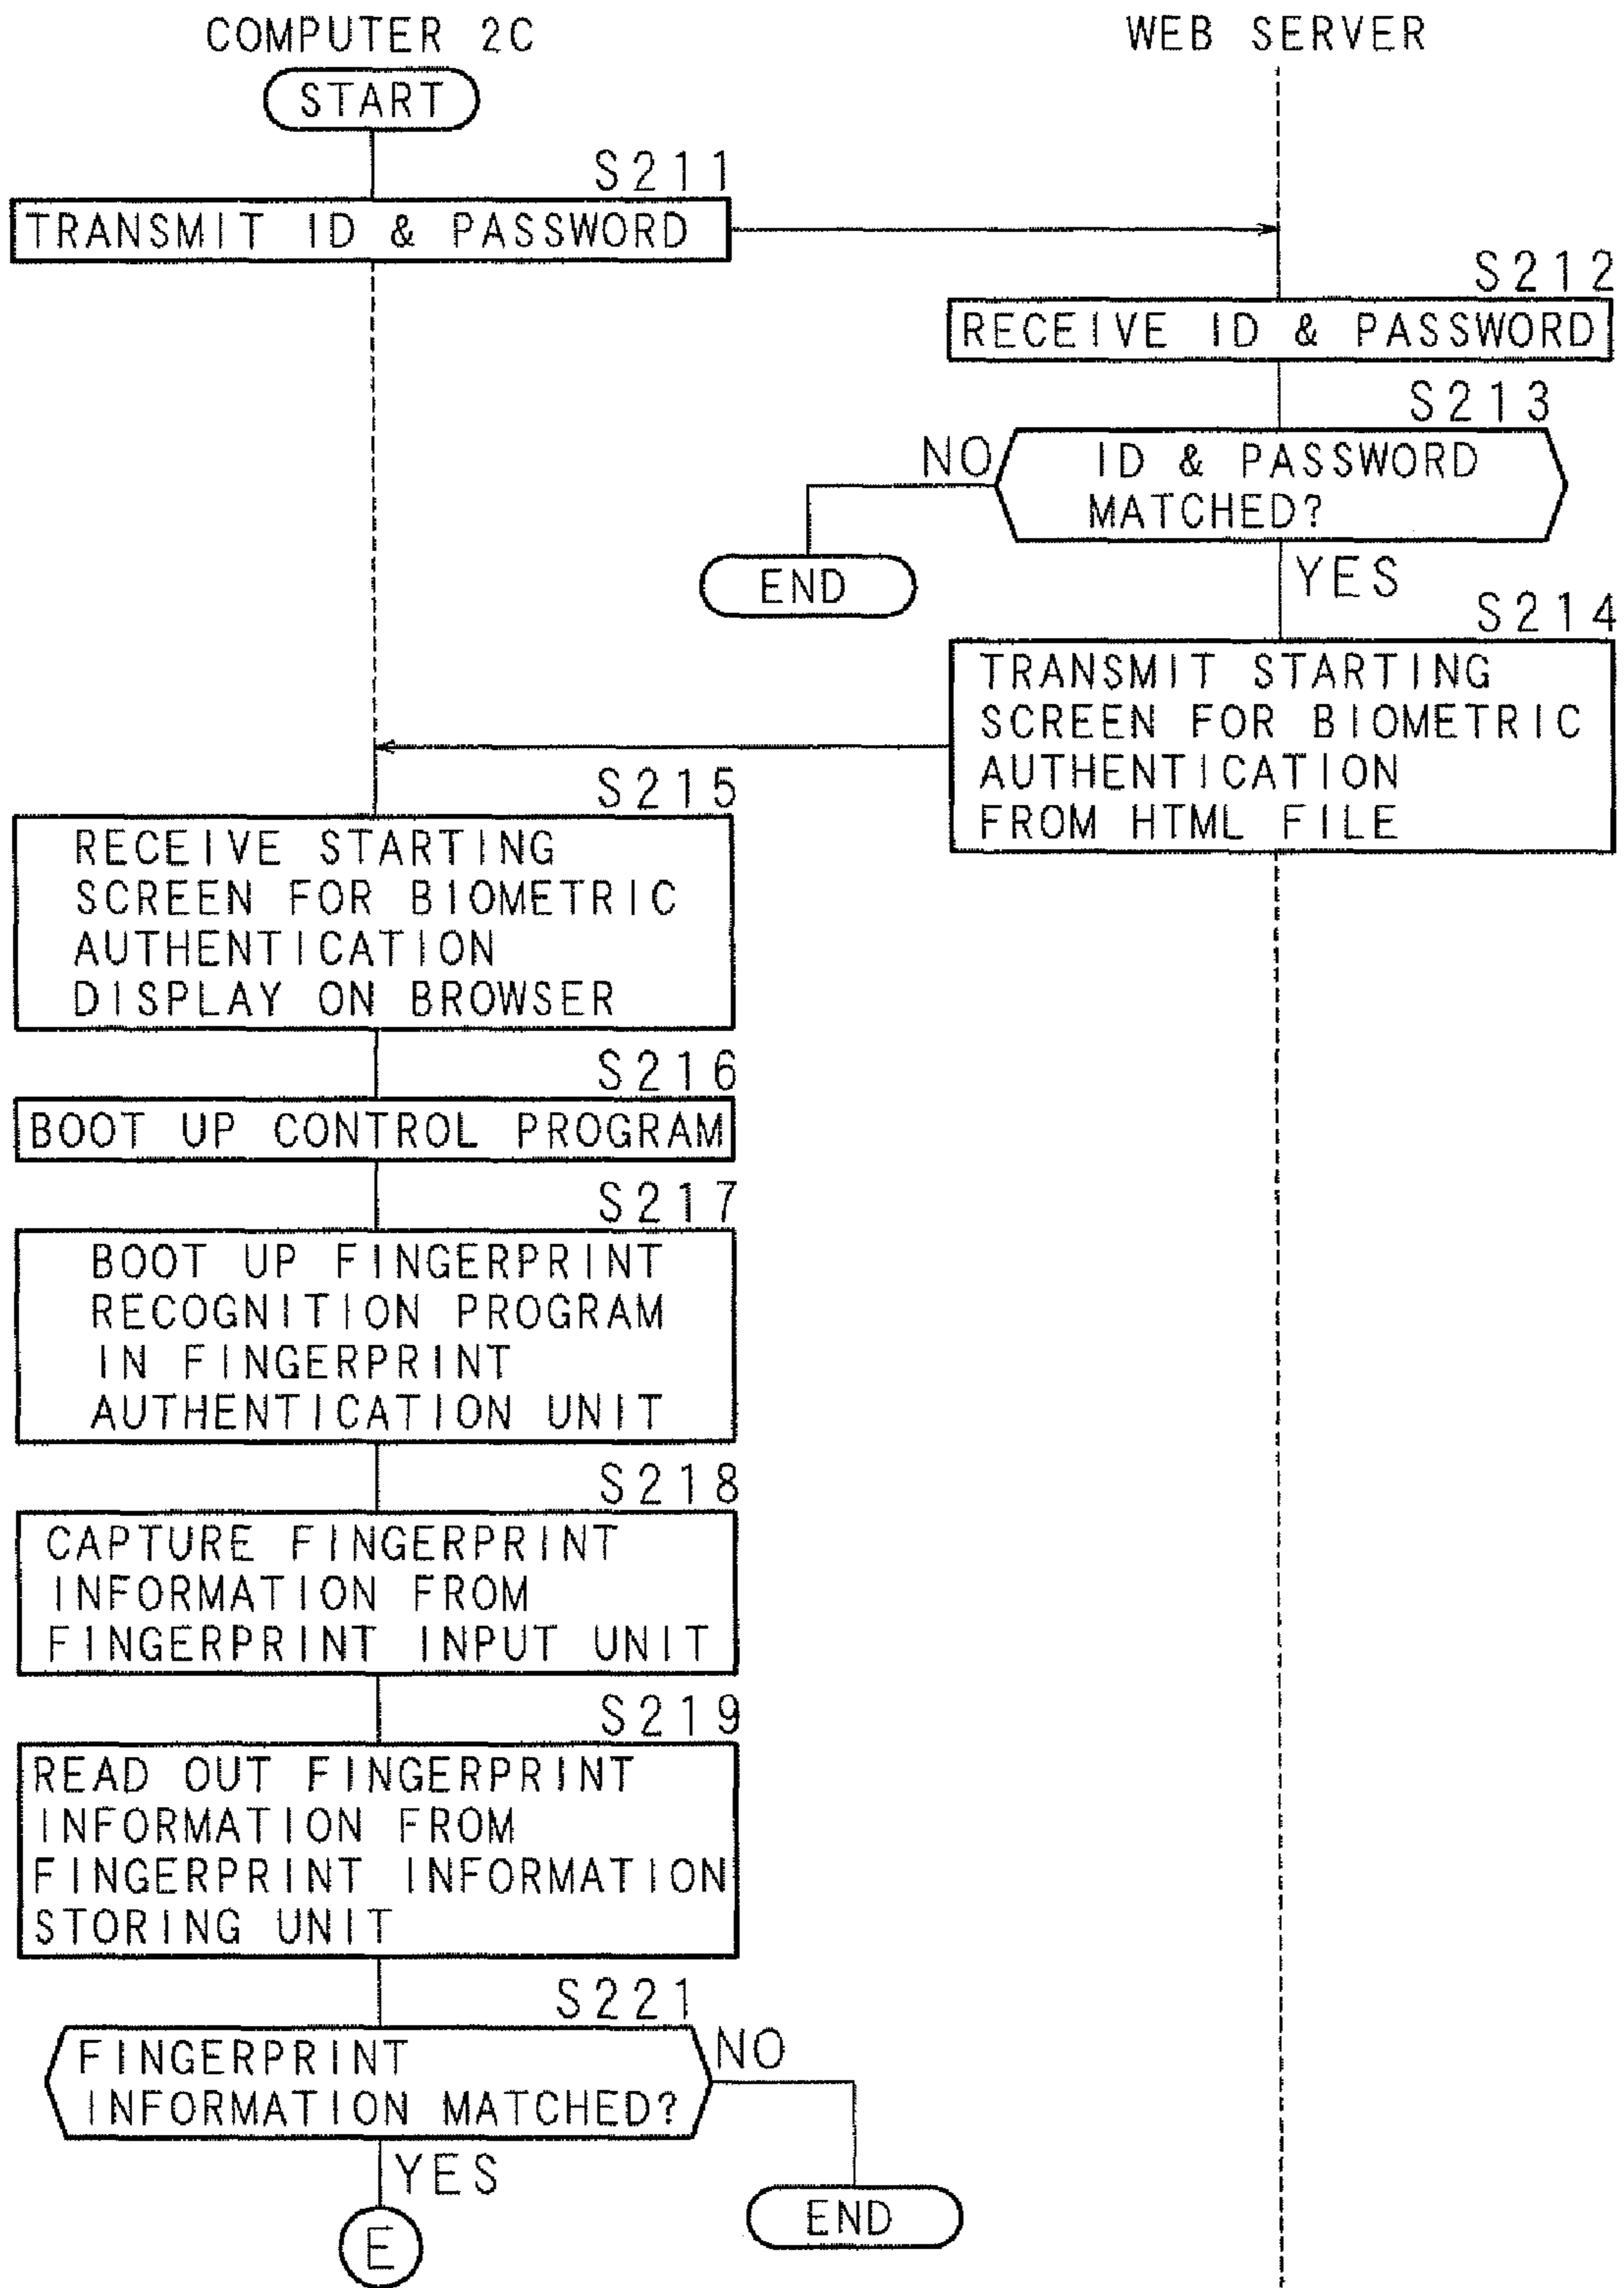 COMPUTER 2C
WEB SERVER
START
S211
TRANSMIT ID & PASSWORD
S212
RECEIVE ID & PASSWORD
S213
NO
ID & PASSWORD
MATCHED?
END
YES
S214
TRANSMIT STARTING
SCREEN FOR BIOMETRIC
AUTHENTICATION
FROM HTML FILE
S215
RECEIVE STARTING
SCREEN FOR BIOMETRIC
AUTHENTICATION
DISPLAY ON BROWSER
S216
BOOT UP CONTROL PROGRAM
S217
BOOT UP FINGERPRINT
RECOGNITION PROGRAM
IN FINGERPRINT
AUTHENTICATION UNIT
S218
CAPTURE FINGERPRINT
INFORMATION FROM
FINGERPRINT INPUT UNIT
S219
READ OUT FINGERPRINT
INFORMATION FROM
FINGERPRINT INFORMATION
STORING UNIT
S221
FINGERPRINT
INFORMATION MATCHED?
NO
YES
END
E